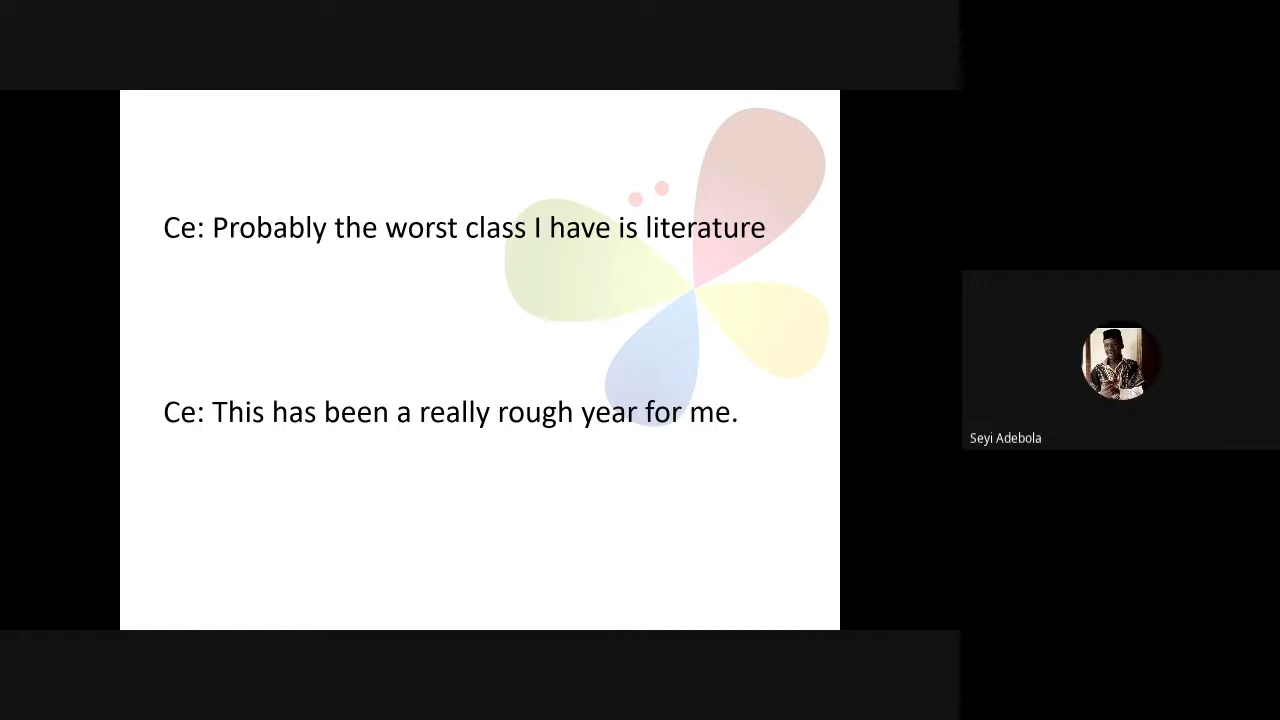 Ce: Probably the worst class I have is literature
Ce: This has been a really rough year for me.
Seyi Adebola